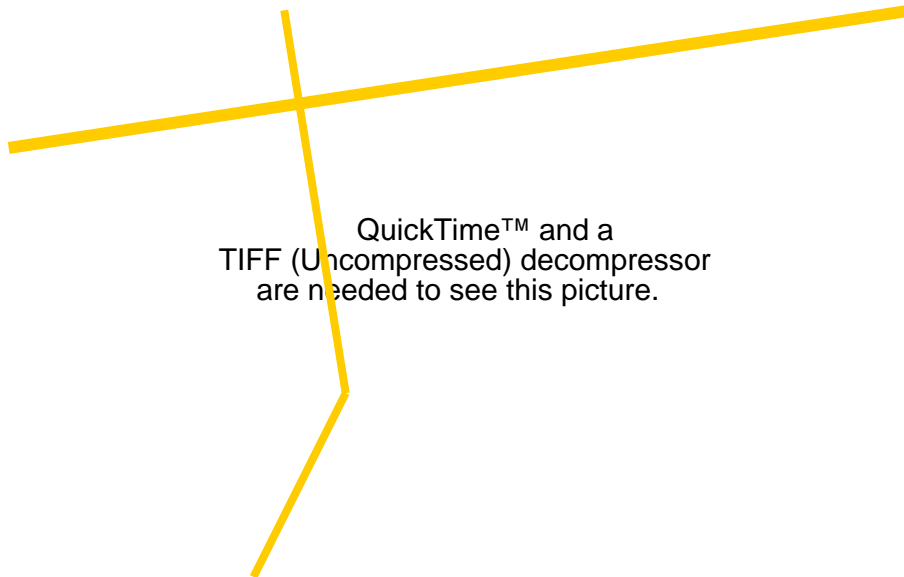 QuickTime™ and a
TIFF (Uncompressed) decompressor
are needed to see this picture.